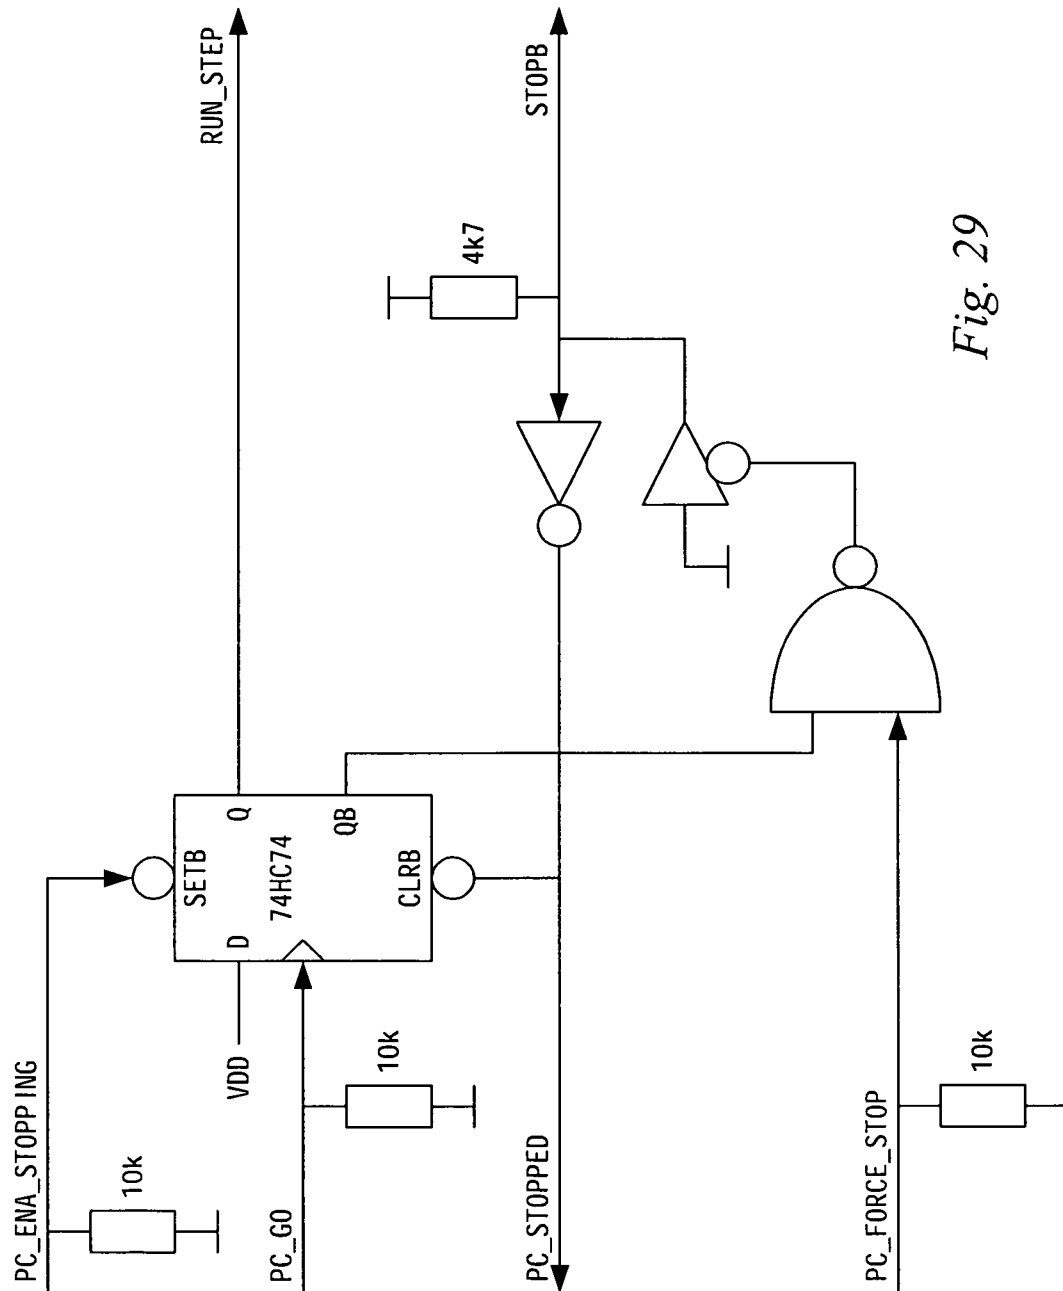 PC_ENA_STOPPING
10k
VDD
D
SETB
Q
RUN_STEP
PC_GO
10k
74HC74
QB
CLRB
PC_STOPPED
4k7
STOPB
PC_FORCE_STOP
10k
Fig. 29